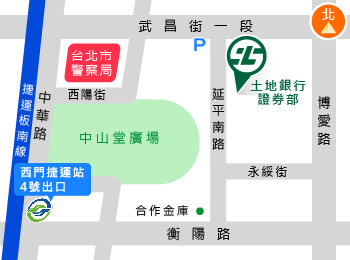 武昌街一段
北
P
台北市
警察局
土地銀行
證券部
西陽街
捷運板南線
中華路
延平南路
博愛路
中山堂廣場
永綏街
西門捷運站
4號出口
合作金庫
衡陽路